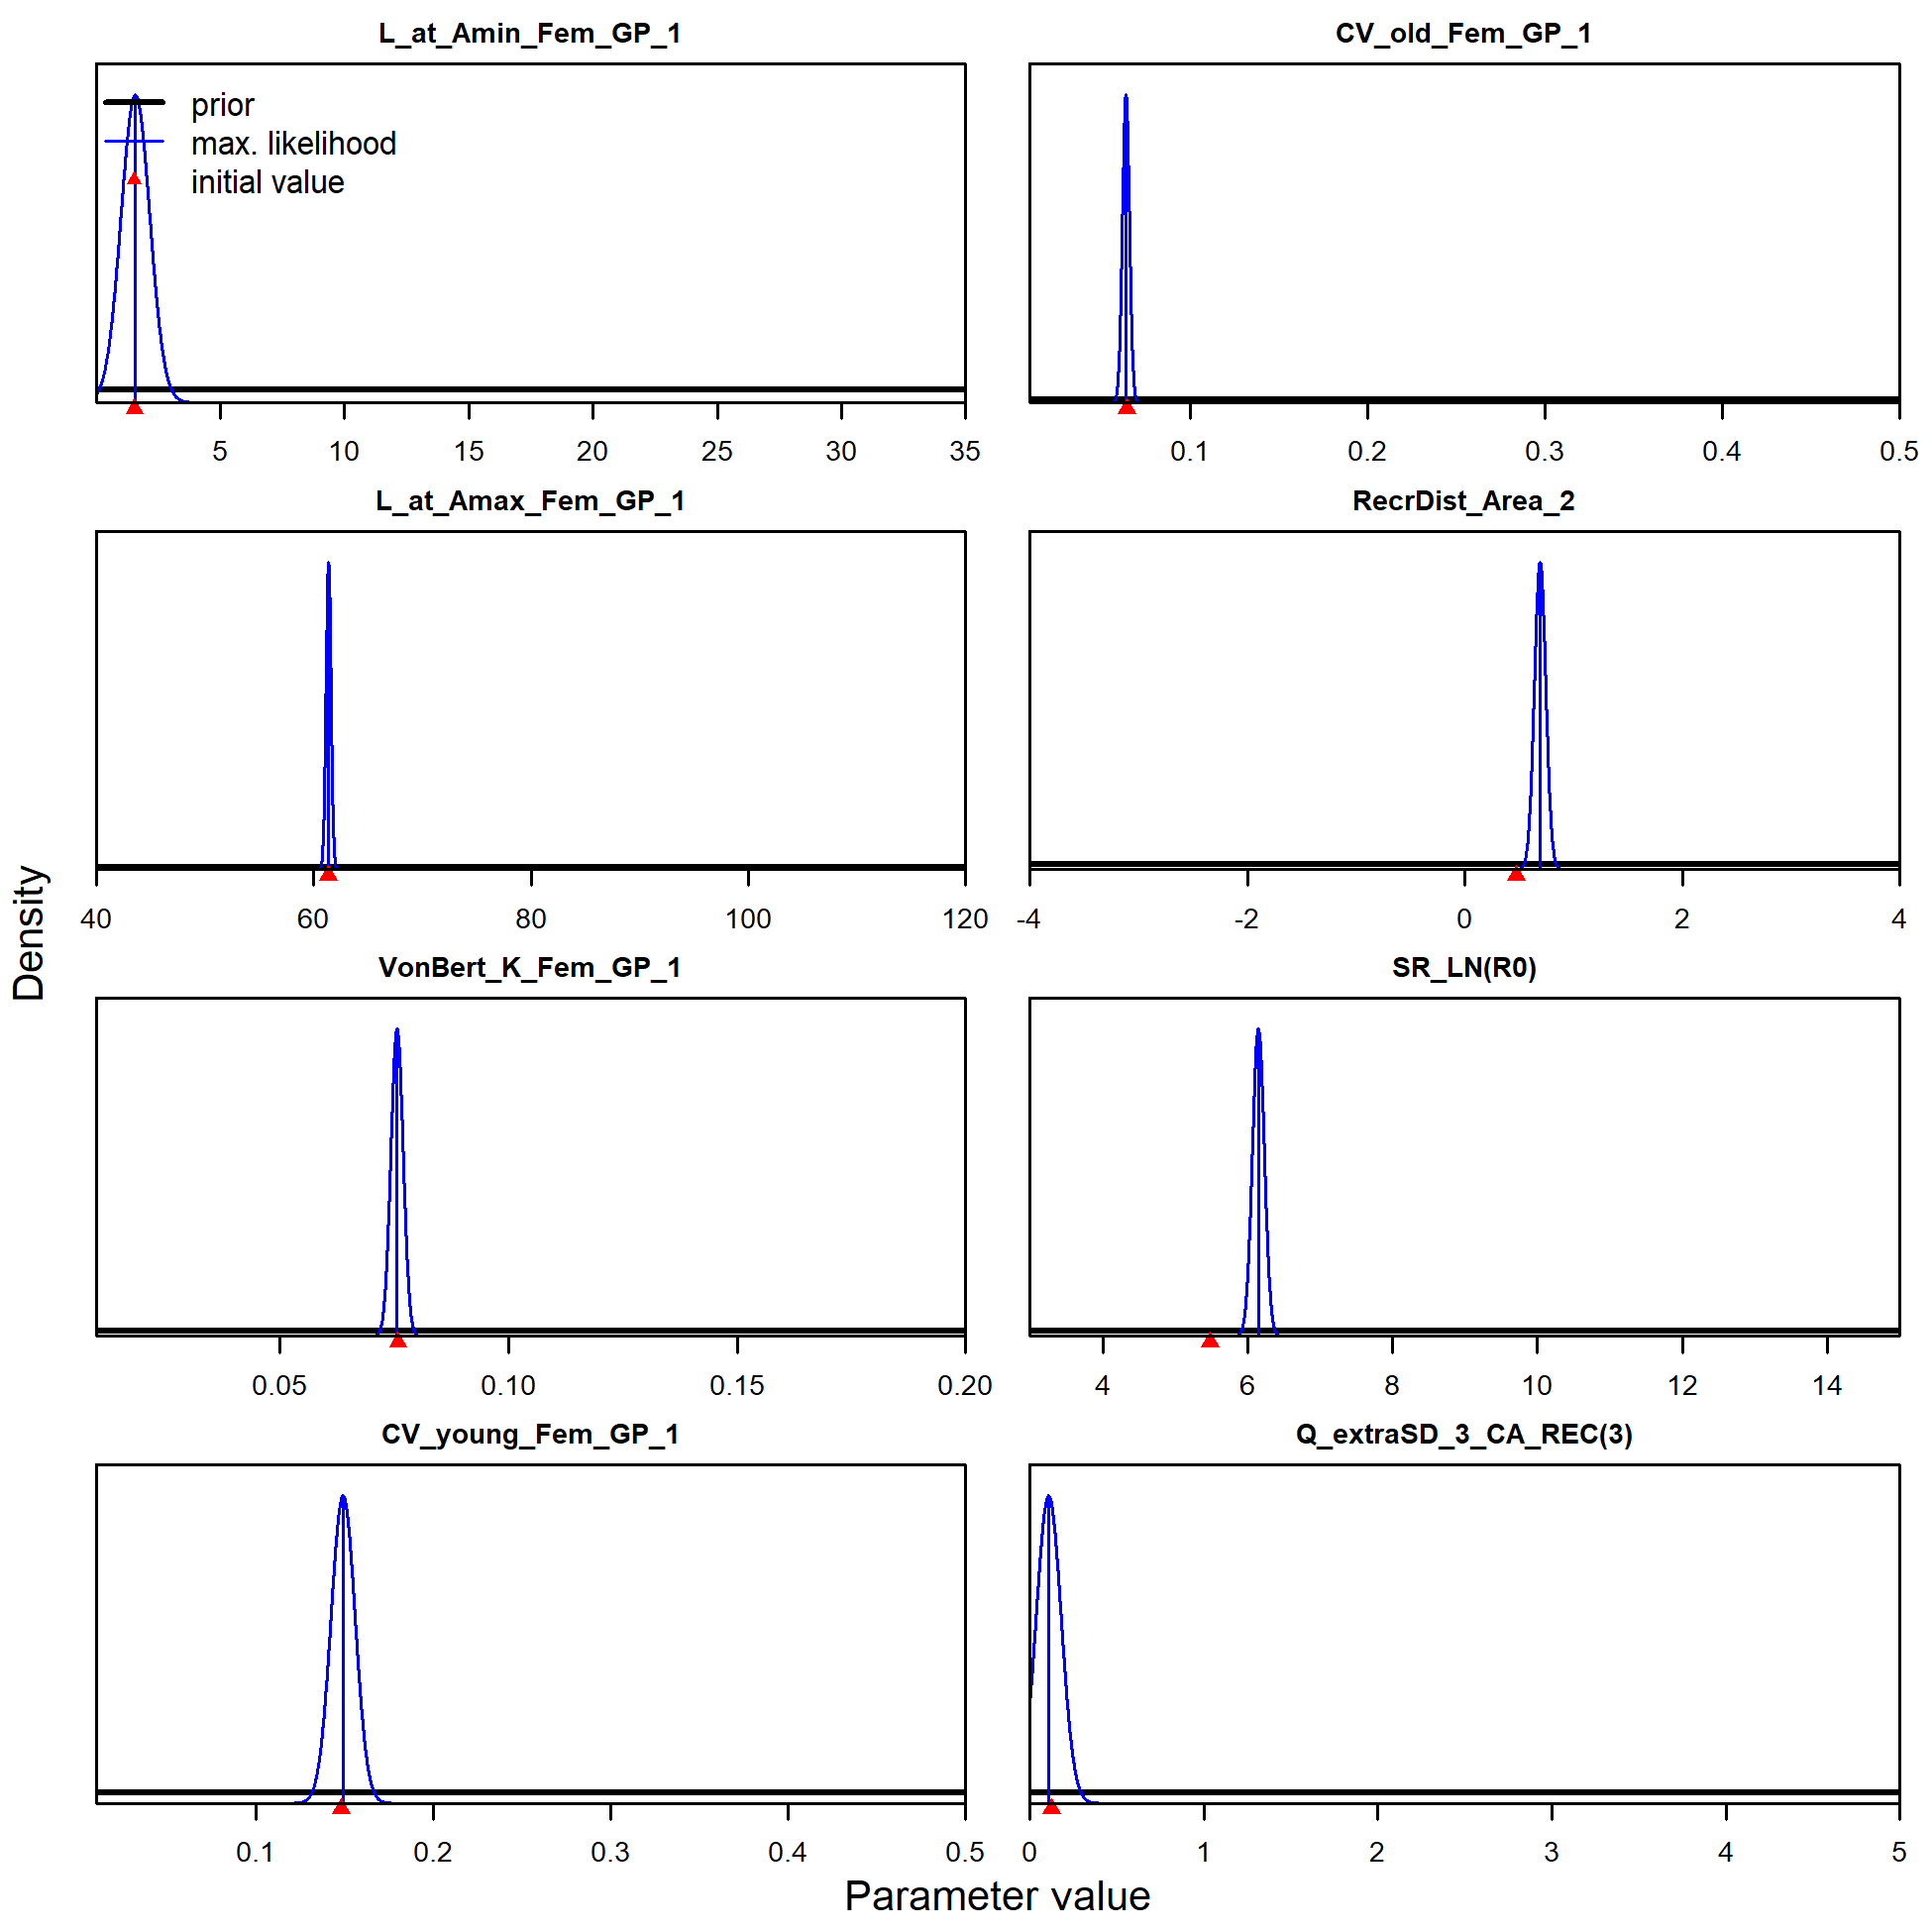 L_at_Amin_Fem_GP_1
prior
max. likelihood
initial value
5 10 15 20 25 30 35
CV_old_Fem_GP_1
0.1 0.2 0.3 0.4 0.5
L_at_Amax_Fem_GP_1
40 60 80 100 120
RecrDist_Area_2
-4 -2 0 2 4
VonBert_K_Fem_GP_1
0.05 0.10 0.15 0.20
SR_LN(R0)
4 6 8 10 12 14
CV_young_Fem_GP_1
0.1 0.2 0.3 0.4 0.5
Q_extraSD_3_CA_REC(3)
0 1 2 3 4 5
Density
Parameter value